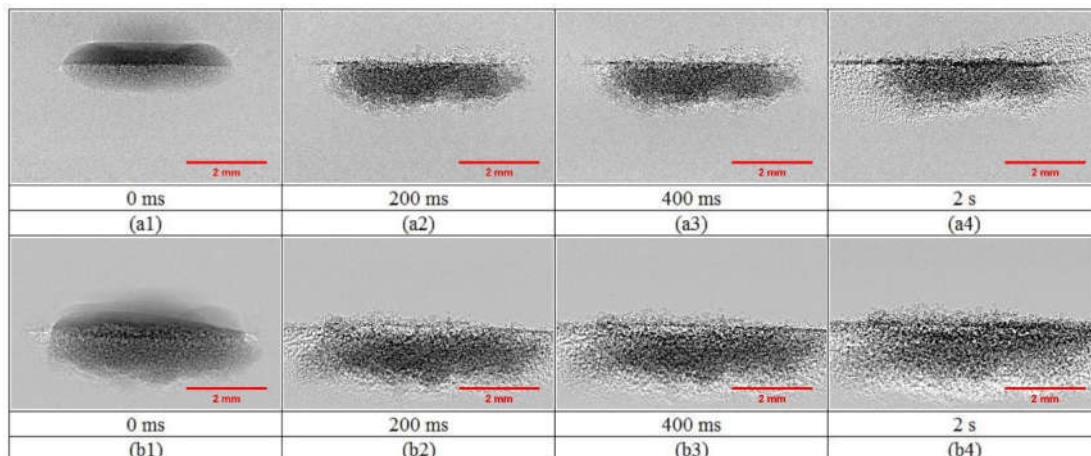 2 mm 2 mm 2 mm 2 mm
0 ms 200 ms 400 ms 2 s
(a1) (a2) (a3) (a4)
2 mm 2 mm 2 mm 2 mm
0 ms 200 ms 400 ms 2 s
(b1) (b2) (b3) (b4)